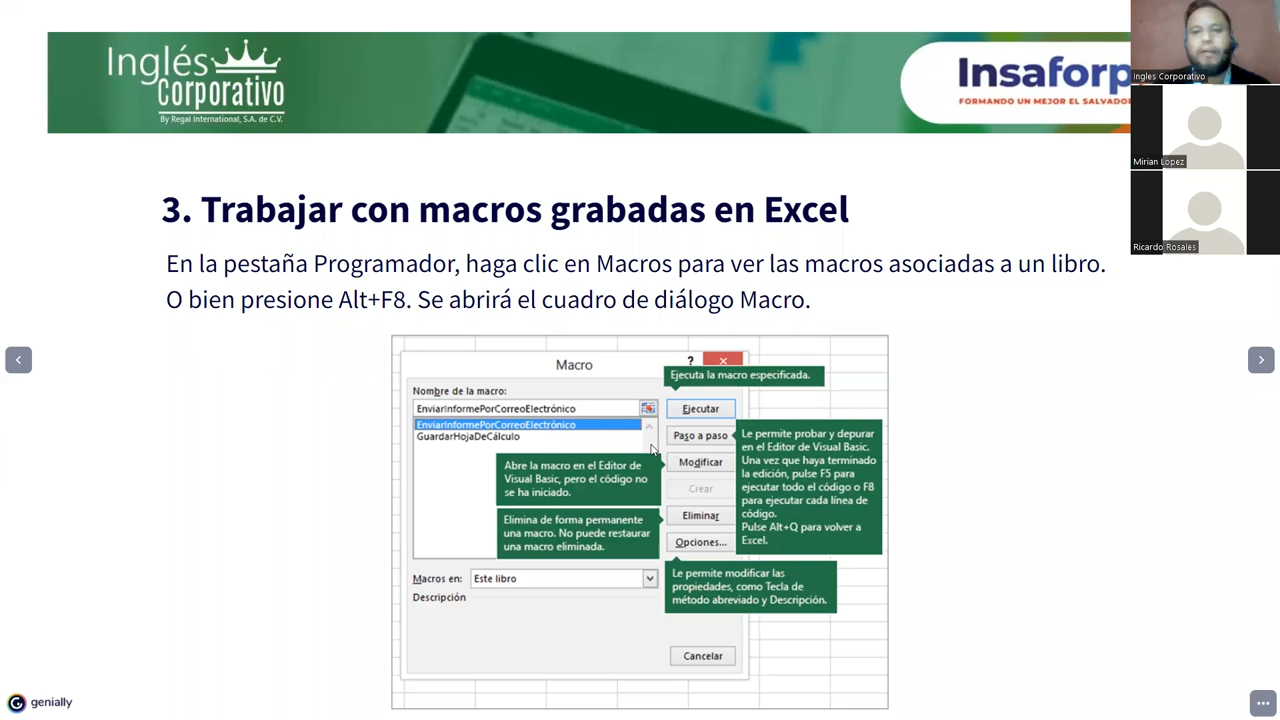 Inglés
Corporativo
By Regal International, S.A. de C.V.
Insaforp
FORMANDO UN MEJOR EL SALVADOR
Ingles Corporativo
Mirian Lopez
Ricardo Rosales
3. Trabajar con macros grabadas en Excel
En la pestaña Programador, haga clic en Macros para ver las macros asociadas a un libro.
O bien presione Alt+F8. Se abrirá el cuadro de diálogo Macro.
Macro
?
Ejecuta la macro especificada.
Nombre de la macro:
EnviarInformePorCorreoElectrónico
EnviarInformePorCorreoElectrónico
GuardarHojaDeCálculo
Ejecutar
Paso a paso
Modificar
Crear
Eliminar
Opciones...
Le permite probar y depurar
en el Editor de Visual Basic.
Una vez que haya terminado
la edición, pulse F5 para
ejecutar todo el código o F8
para ejecutar cada línea de
código.
Pulse Alt+Q para volver a
Excel.
Abre la macro en el Editor de
Visual Basic, pero el código no
se ha iniciado.
Elimina de forma permanente
una macro. No puede restaurar
una macro eliminada.
Le permite modificar las
propiedades, como Tecla de
método abreviado y Descripción.
Macros en:
Este libro
Descripción
Cancelar
genially